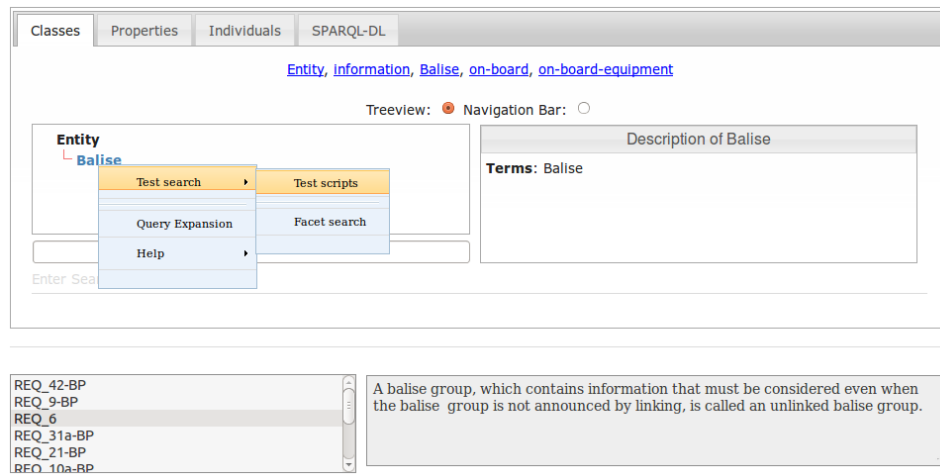 Classes Properties Individuals SPARQL-DL
Entity, information, Balise, on-board, on-board-equipment
Treeview: Navigation Bar:
Entity
Balise
Test search
Test scripts
Query Expansion
Facet search
Help
Enter Sea
Description of Balise
Terms: Balise
REQ_42-BP
REQ_9-BP
REQ_6
REQ_31a-BP
REQ_21-BP
REQ_10a-BP
A balise group, which contains information that must be considered even when
the balise group is not announced by linking, is called an unlinked balise group.